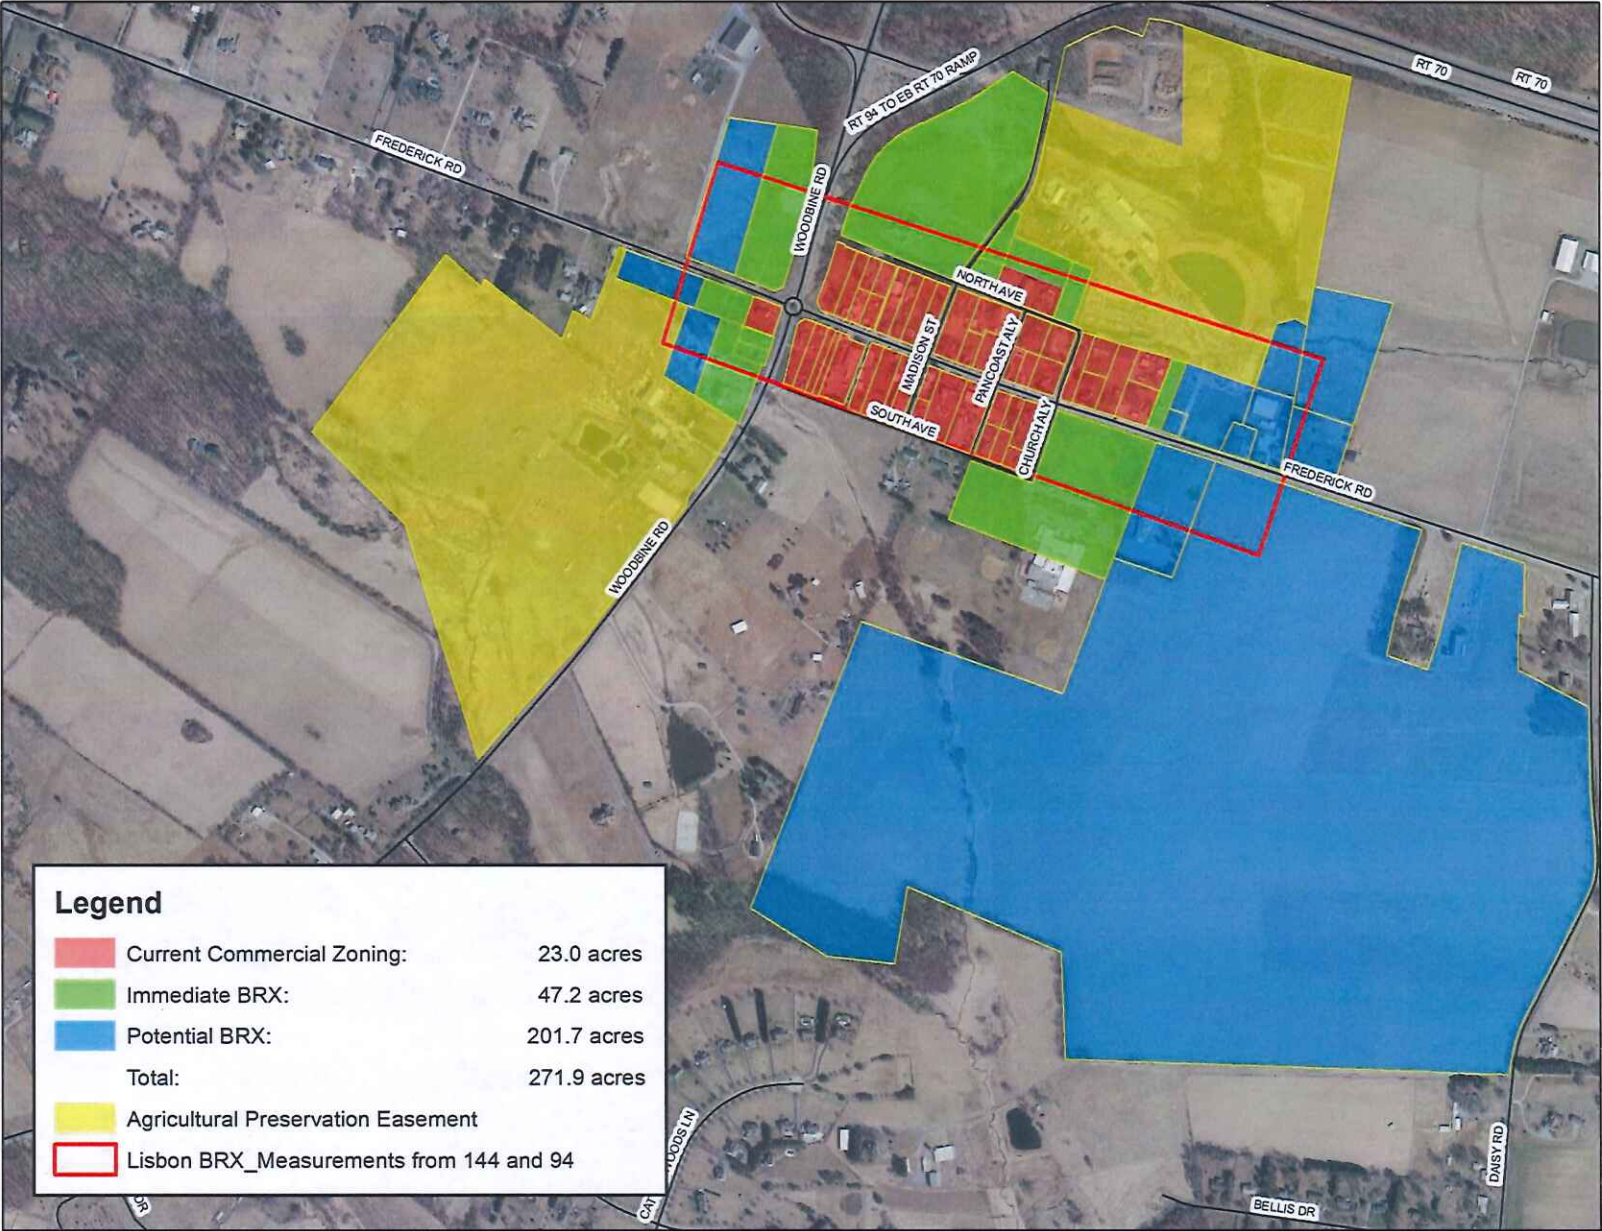 RT 70
RT 70
RT 94 TO EB RT 70 RAMP
FREDERICK RD
WOODBINE RD
NORTH AVE
MADISON ST
PANCOAST ALY
SOUTH AVE
CHURCH ALY
FREDERICK RD
WOODBINE RD
Legend
Current Commercial Zoning: 23.0 acres
Immediate BRX: 47.2 acres
Potential BRX: 201.7 acres
Total: 271.9 acres
Agricultural Preservation Easement
Lisbon BRX_Measurements from 144 and 94
DAISY RD
BELLIS DR
DR